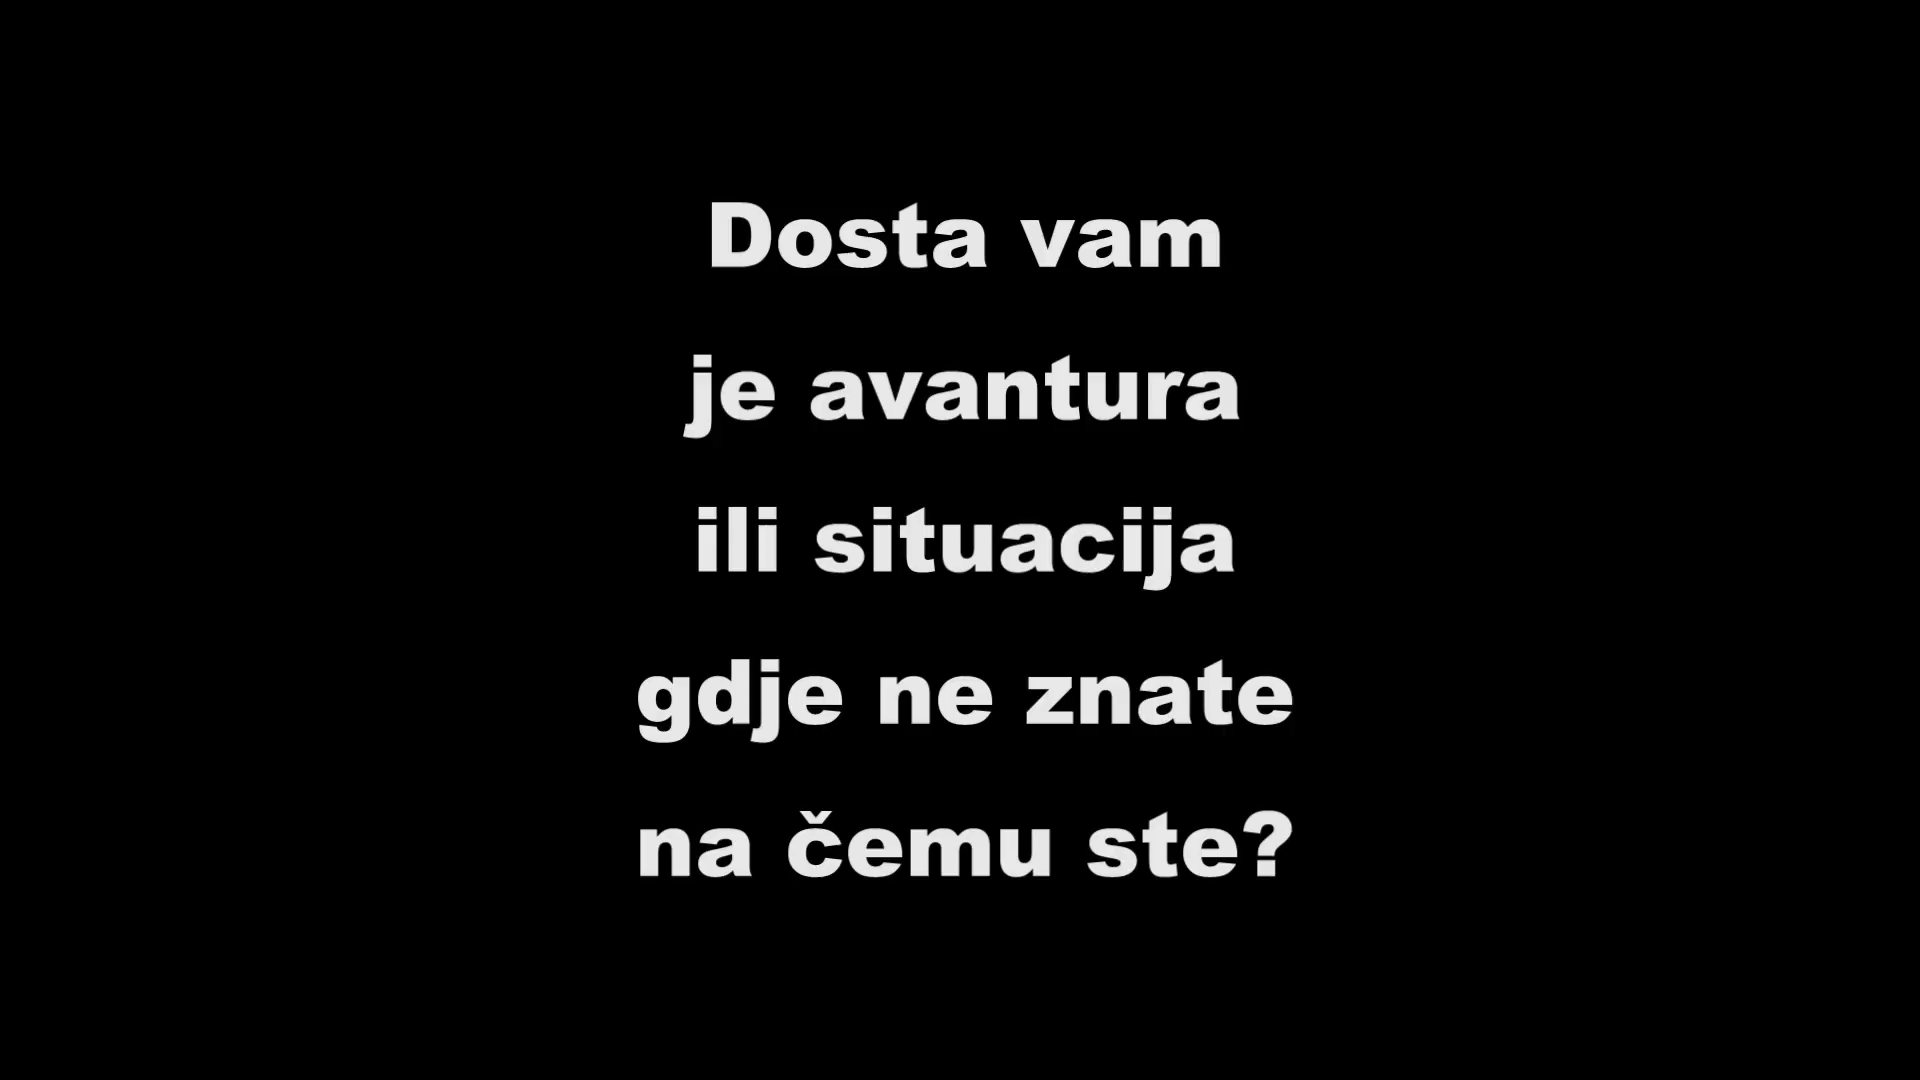 Dosta vam
je avantura
ili situacija
gdje ne znate
na čemu ste?